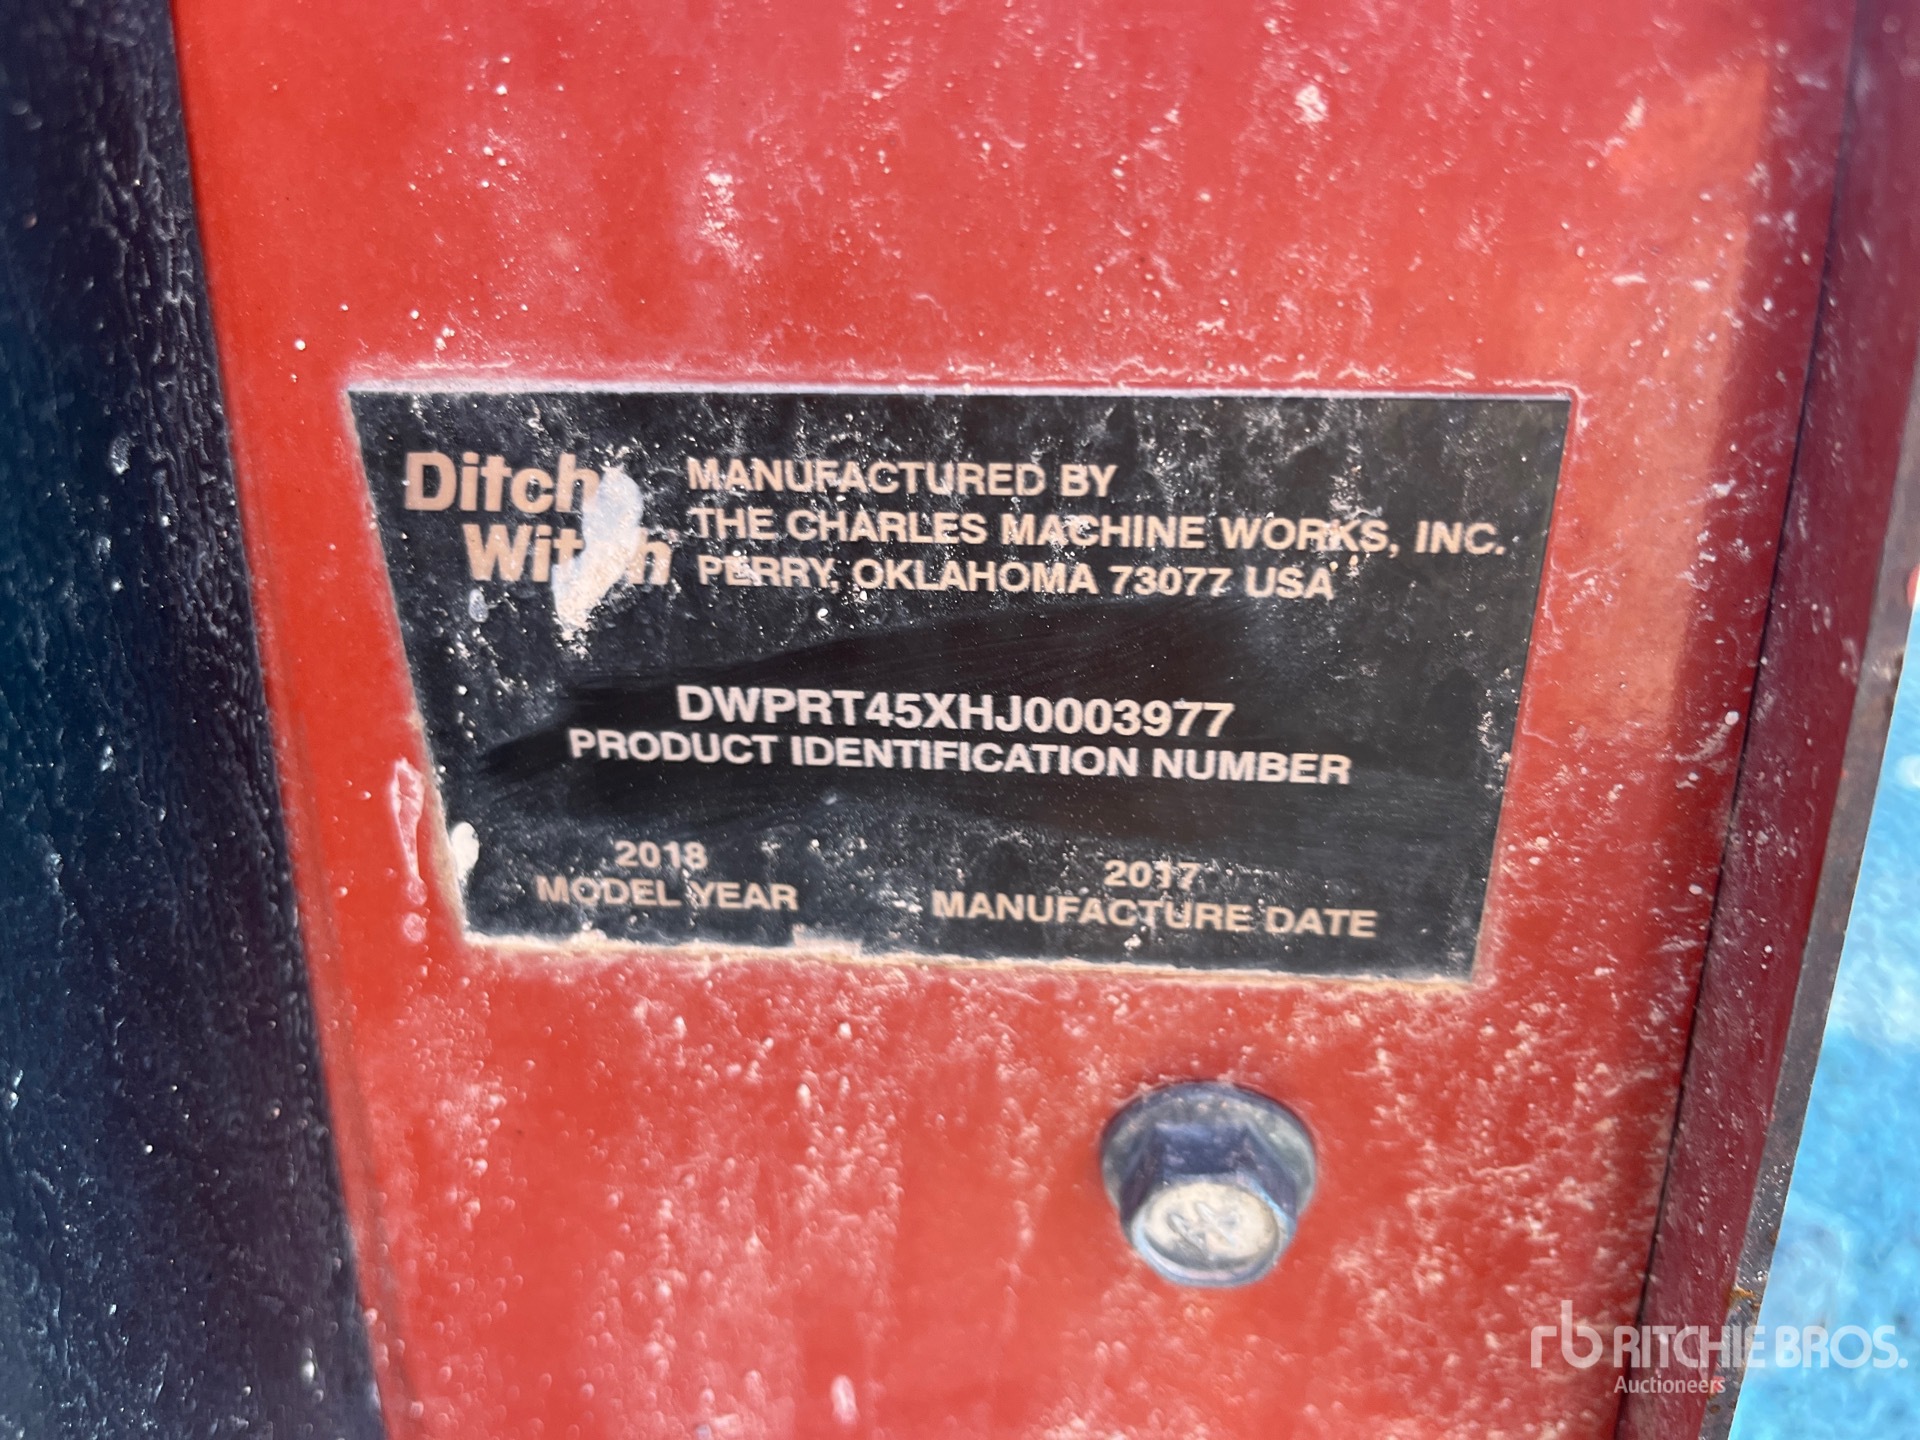 Ditch
Witch
MANUFACTURED BY
THE CHARLES MACHINE WORKS, INC.
PERRY, OKLAHOMA 73077 USA
DWPRT45XHJ0003977
PRODUCT IDENTIFICATION NUMBER
2018
MODEL YEAR
2017
MANUFACTURE DATE
rb RITCHIE BROS.
Auctioneers